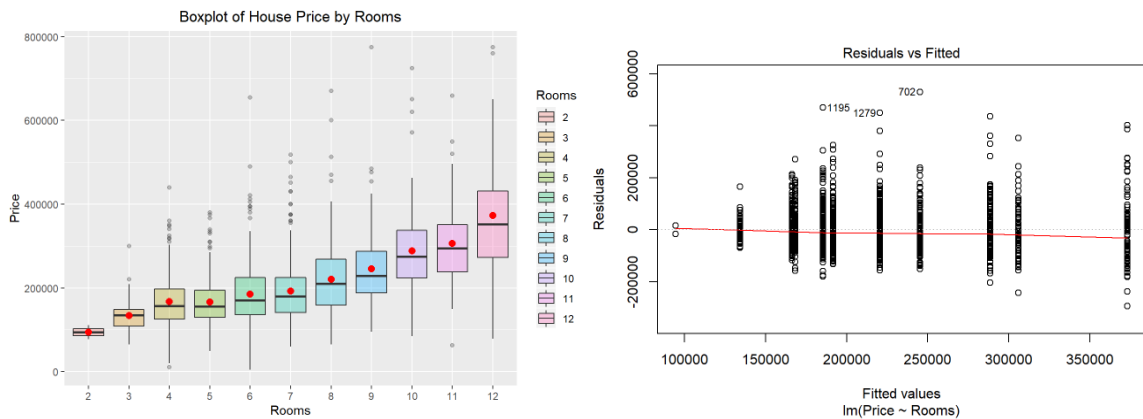 Boxplot of House Price by Rooms
800000
600000
400000
200000
0
Price
2 3 4 5 6 7 8 9 10 11 12
Rooms
Rooms
2
3
4
5
6
7
8
9
10
11
12
Residuals vs Fitted
600000
400000
200000
0
-200000
Residuals
702
1195
1279
100000 150000 200000 250000 300000 350000
Fitted values
lm(Price ~ Rooms)